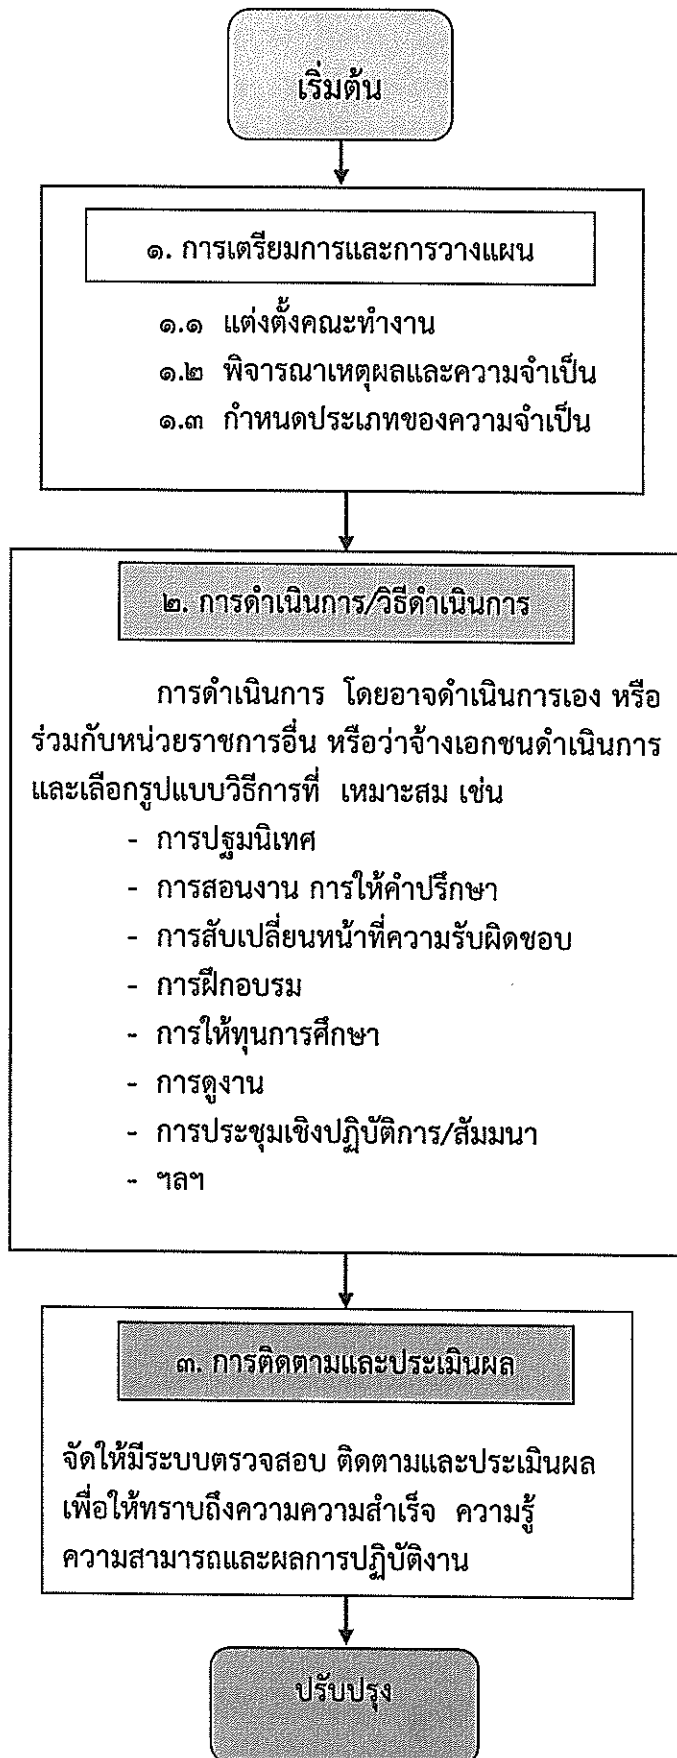 เริ่มต้น
๑. การเตรียมการและการวางแผน
๑.๑ แต่งตั้งคณะทำงาน
๑.๒ พิจารณาเหตุผลและความจำเป็น
๑.๓ กำหนดประเภทของความจำเป็น
๒. การดำเนินการ/วิธีดำเนินการ
การดำเนินการ โดยอาจดำเนินการเอง หรือ
ร่วมกับหน่วยราชการอื่น หรือว่าจ้างเอกชนดำเนินการ
และเลือกรูปแบบวิธีการที่ เหมาะสม เช่น
- การปฐมนิเทศ
- การสอนงาน การให้คำปรึกษา
- การสับเปลี่ยนหน้าที่ความรับผิดชอบ
- การฝึกอบรม
- การให้ทุนการศึกษา
- การดูงาน
- การประชุมเชิงปฏิบัติการ/สัมมนา
- ฯลฯ
๓. การติดตามและประเมินผล
จัดให้มีระบบตรวจสอบ ติดตามและประเมินผล
เพื่อให้ทราบถึงความความสำเร็จ ความรู้
ความสามารถและผลการปฏิบัติงาน
ปรับปรุง